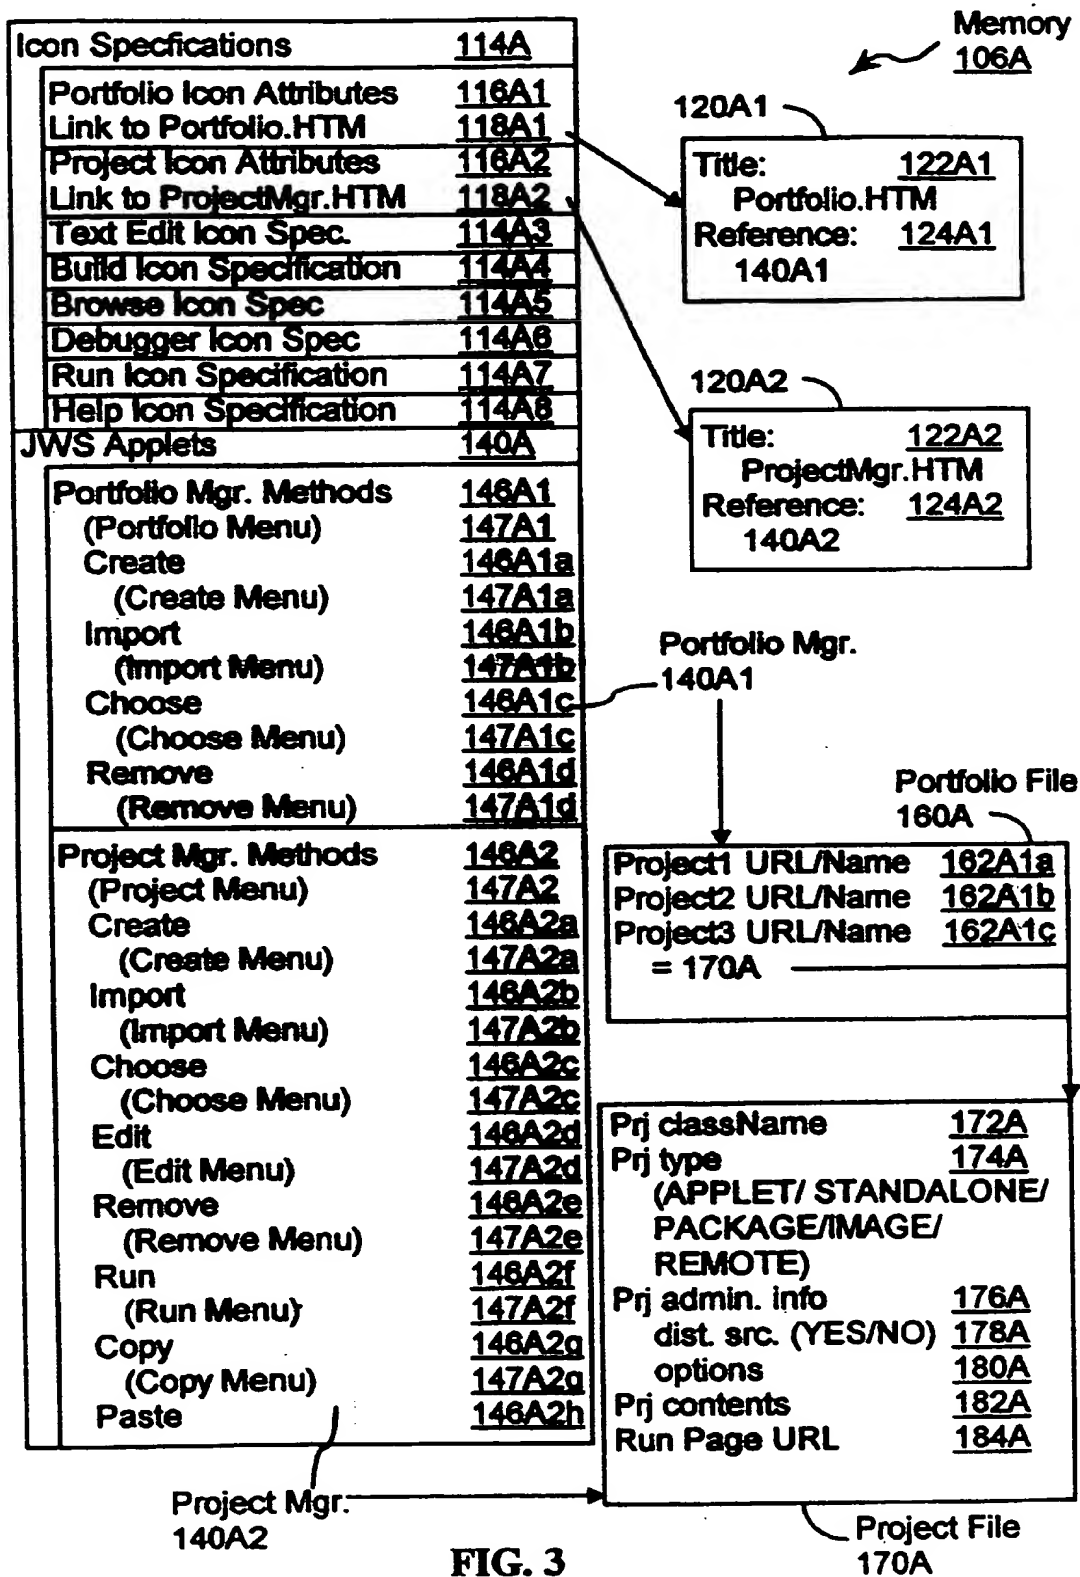 Memory
106A
Icon Specfications 114A
Portfolio Icon Attributes 116A1
Link to Portfolio.HTM 118A1
Project Icon Attributes 116A2
Link to ProjectMgr.HTM 118A2
Text Edit Icon Spec. 114A3
Build Icon Specification 114A4
Browse Icon Spec 114A5
Debugger Icon Spec 114A6
Run Icon Specification 114A7
Help Icon Specification 114A8
JWS Applets 140A
Portfolio Mgr. Methods 146A1
(Portfolio Menu) 147A1
Create 146A1a
(Create Menu) 147A1a
Import 146A1b
(Import Menu) 147A1b
Choose 146A1c
(Choose Menu) 147A1c
Remove 146A1d
(Remove Menu) 147A1d
Project Mgr. Methods 146A2
(Project Menu) 147A2
Create 146A2a
(Create Menu) 147A2a
Import 146A2b
(Import Menu) 147A2b
Choose 146A2c
(Choose Menu) 147A2c
Edit 146A2d
(Edit Menu) 147A2d
Remove 146A2e
(Remove Menu) 147A2e
Run 146A2f
(Run Menu) 147A2f
Copy 146A2g
(Copy Menu) 147A2g
Paste 146A2h
Project Mgr.
140A2
120A1
Title: 122A1
Portfolio.HTM
Reference: 124A1
140A1
120A2
Title: 122A2
ProjectMgr.HTM
Reference: 124A2
140A2
Portfolio Mgr.
140A1
Portfolio File
160A
Project1 URL/Name 162A1a
Project2 URL/Name 162A1b
Project3 URL/Name 162A1c
= 170A
Prj className 172A
Prj type 174A
(APPLET/ STANDALONE/
PACKAGE/IMAGE/
REMOTE)
Prj admin. info 176A
dist. src. (YES/NO) 178A
options 180A
Prj contents 182A
Run Page URL 184A
Project File
170A
FIG. 3